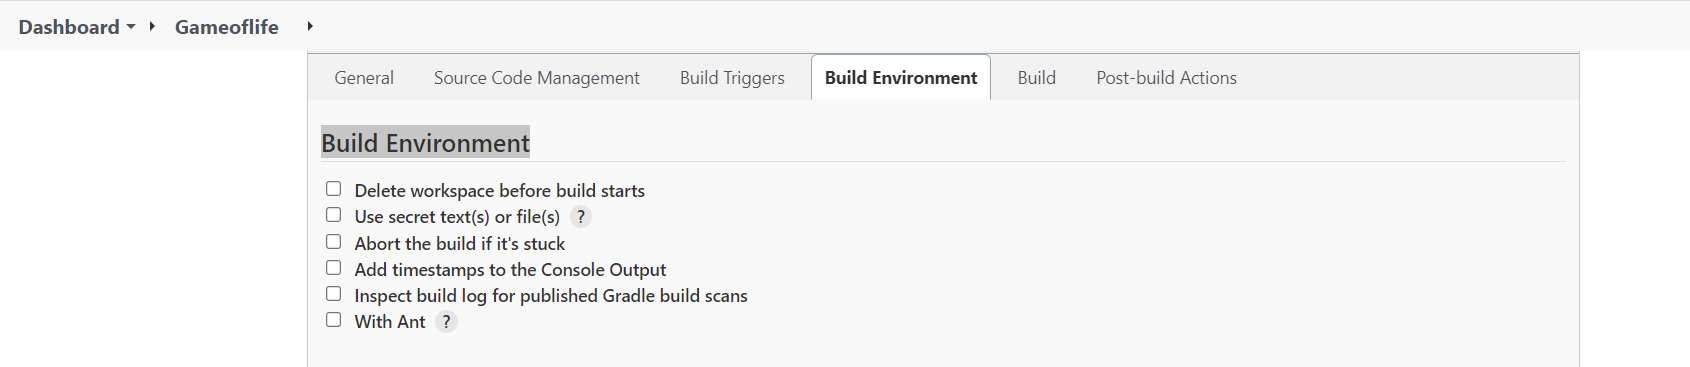 Dashboard Gameoflife
General Source Code Management Build Triggers Build Environment Build Post-build Actions
Build Environment
Delete workspace before build starts
Use secret text(s) or file(s) ?
Abort the build if it's stuck
Add timestamps to the Console Output
Inspect build log for published Gradle build scans
With Ant ?